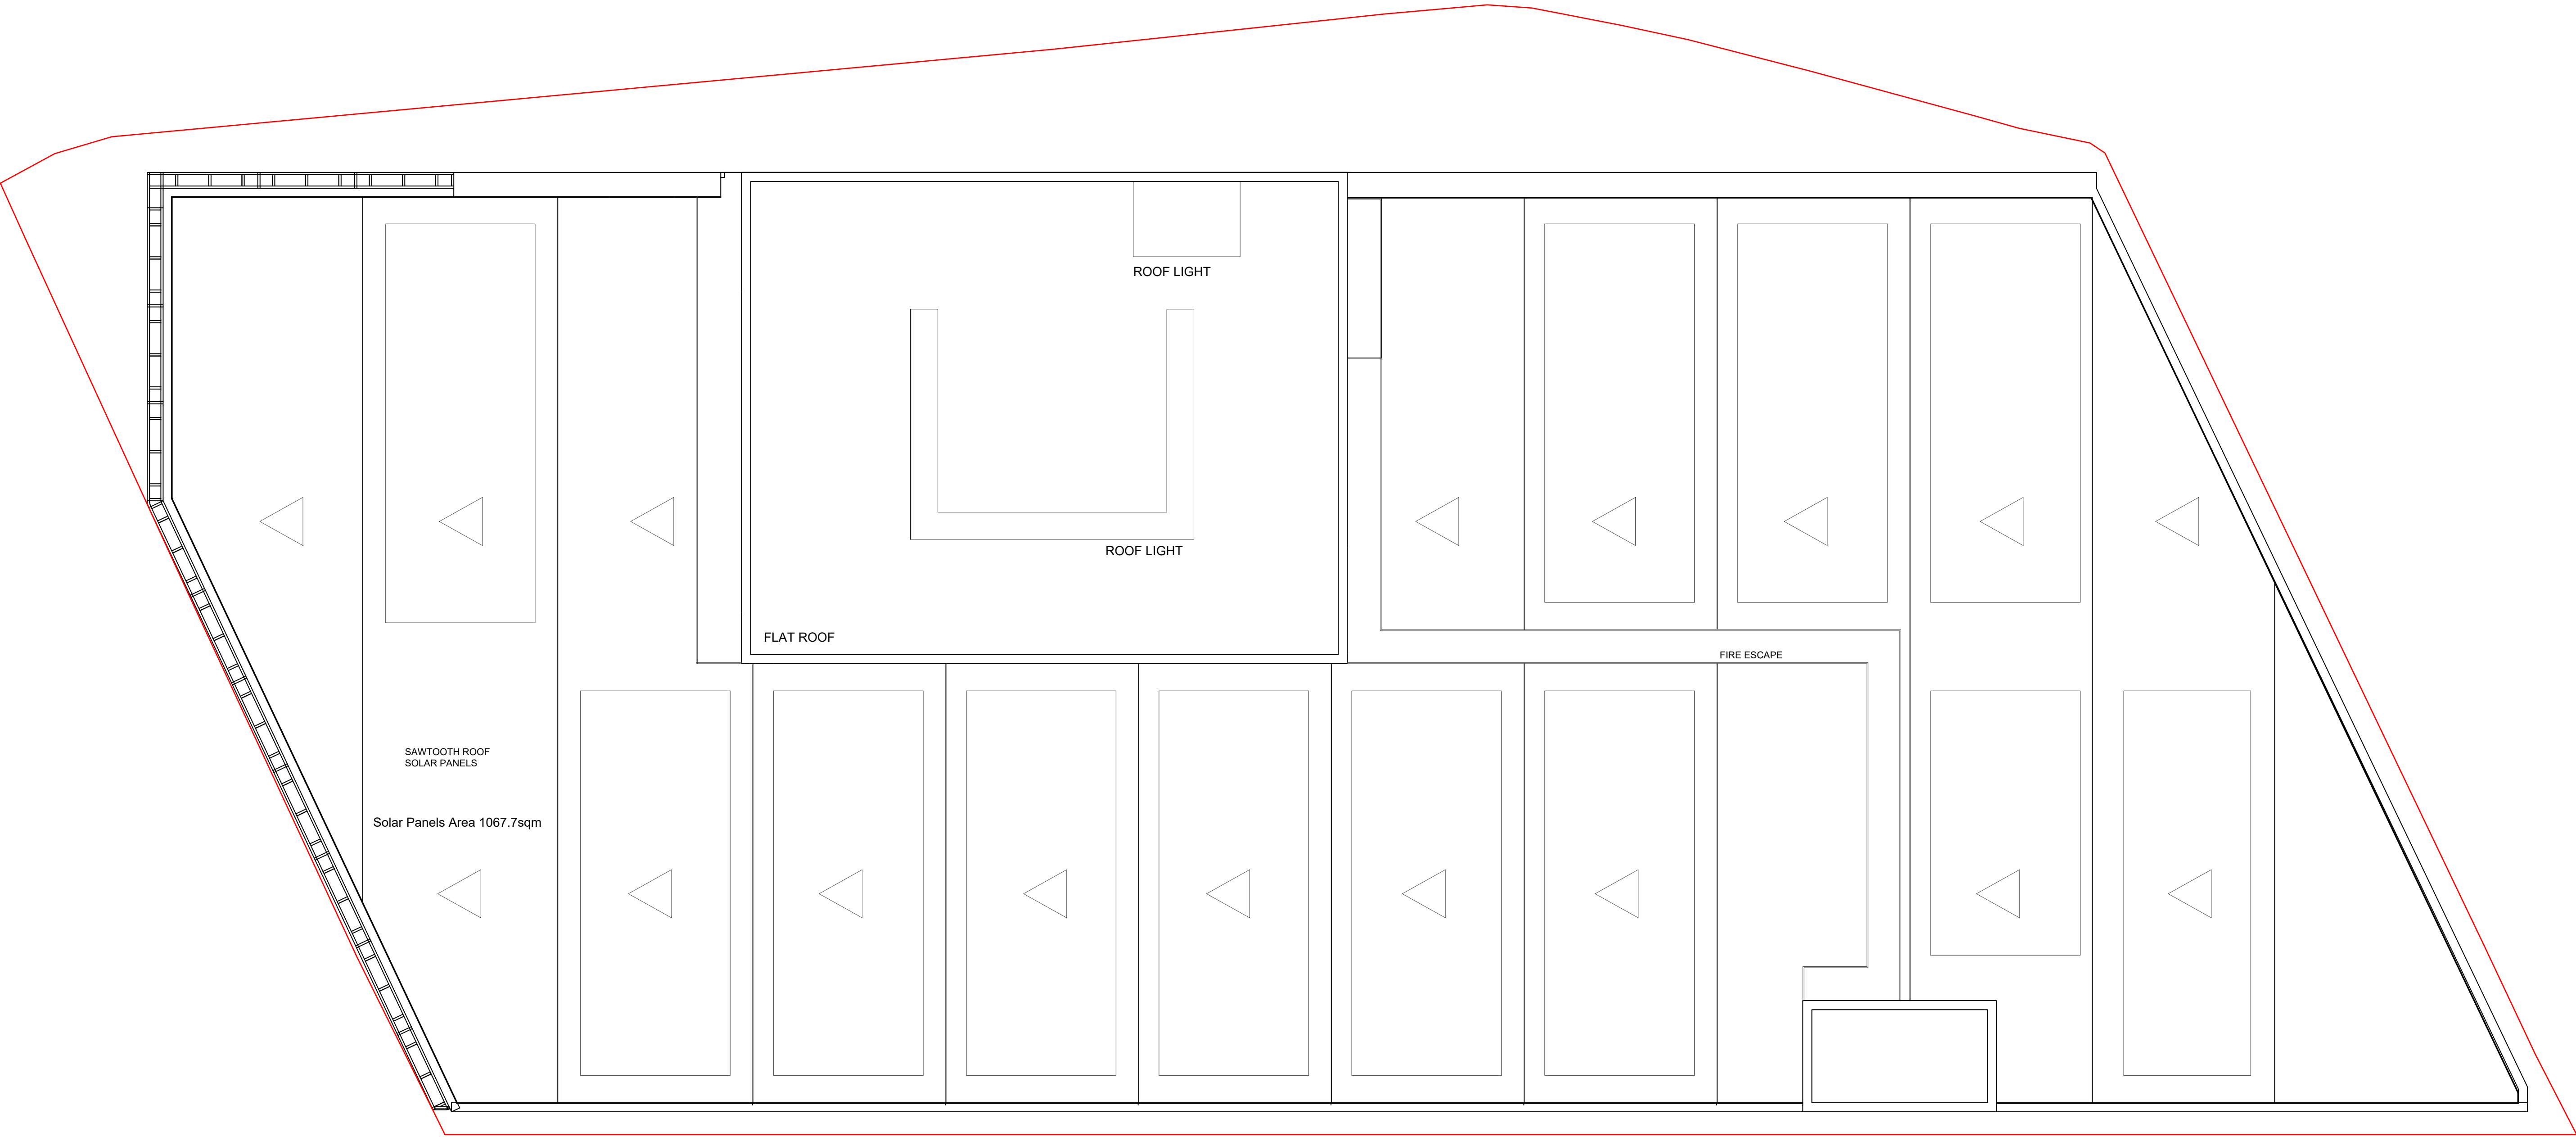 ROOF LIGHT
ROOF LIGHT
FLAT ROOF
FIRE ESCAPE
SAWTOOTH ROOF
SOLAR PANELS
Solar Panels Area 1067.7sqm